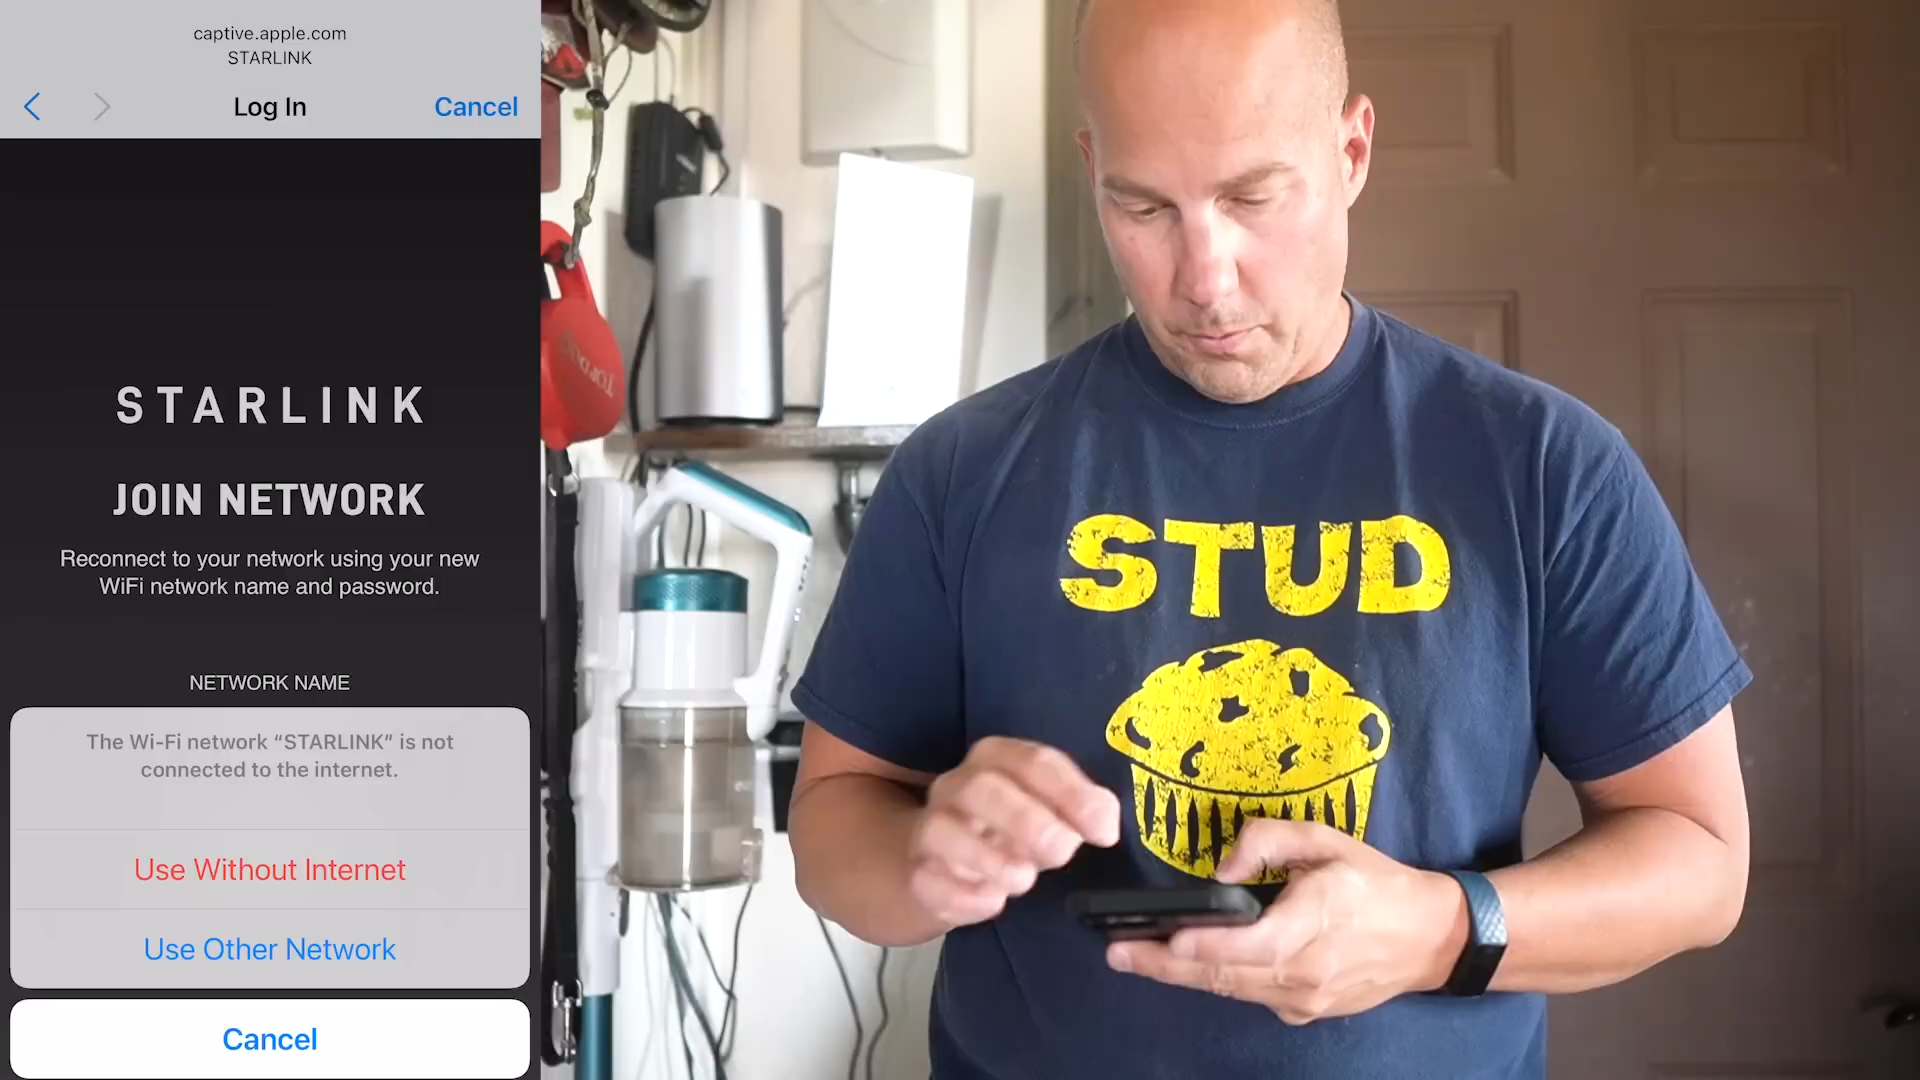 captive.apple.com
STARLINK
Log In
Cancel
STARLINK
JOIN NETWORK
Reconnect to your network using your new
WiFi network name and password.
NETWORK NAME
The Wi-Fi network “STARLINK” is not
connected to the internet.
Use Without Internet
Use Other Network
Cancel
STUD